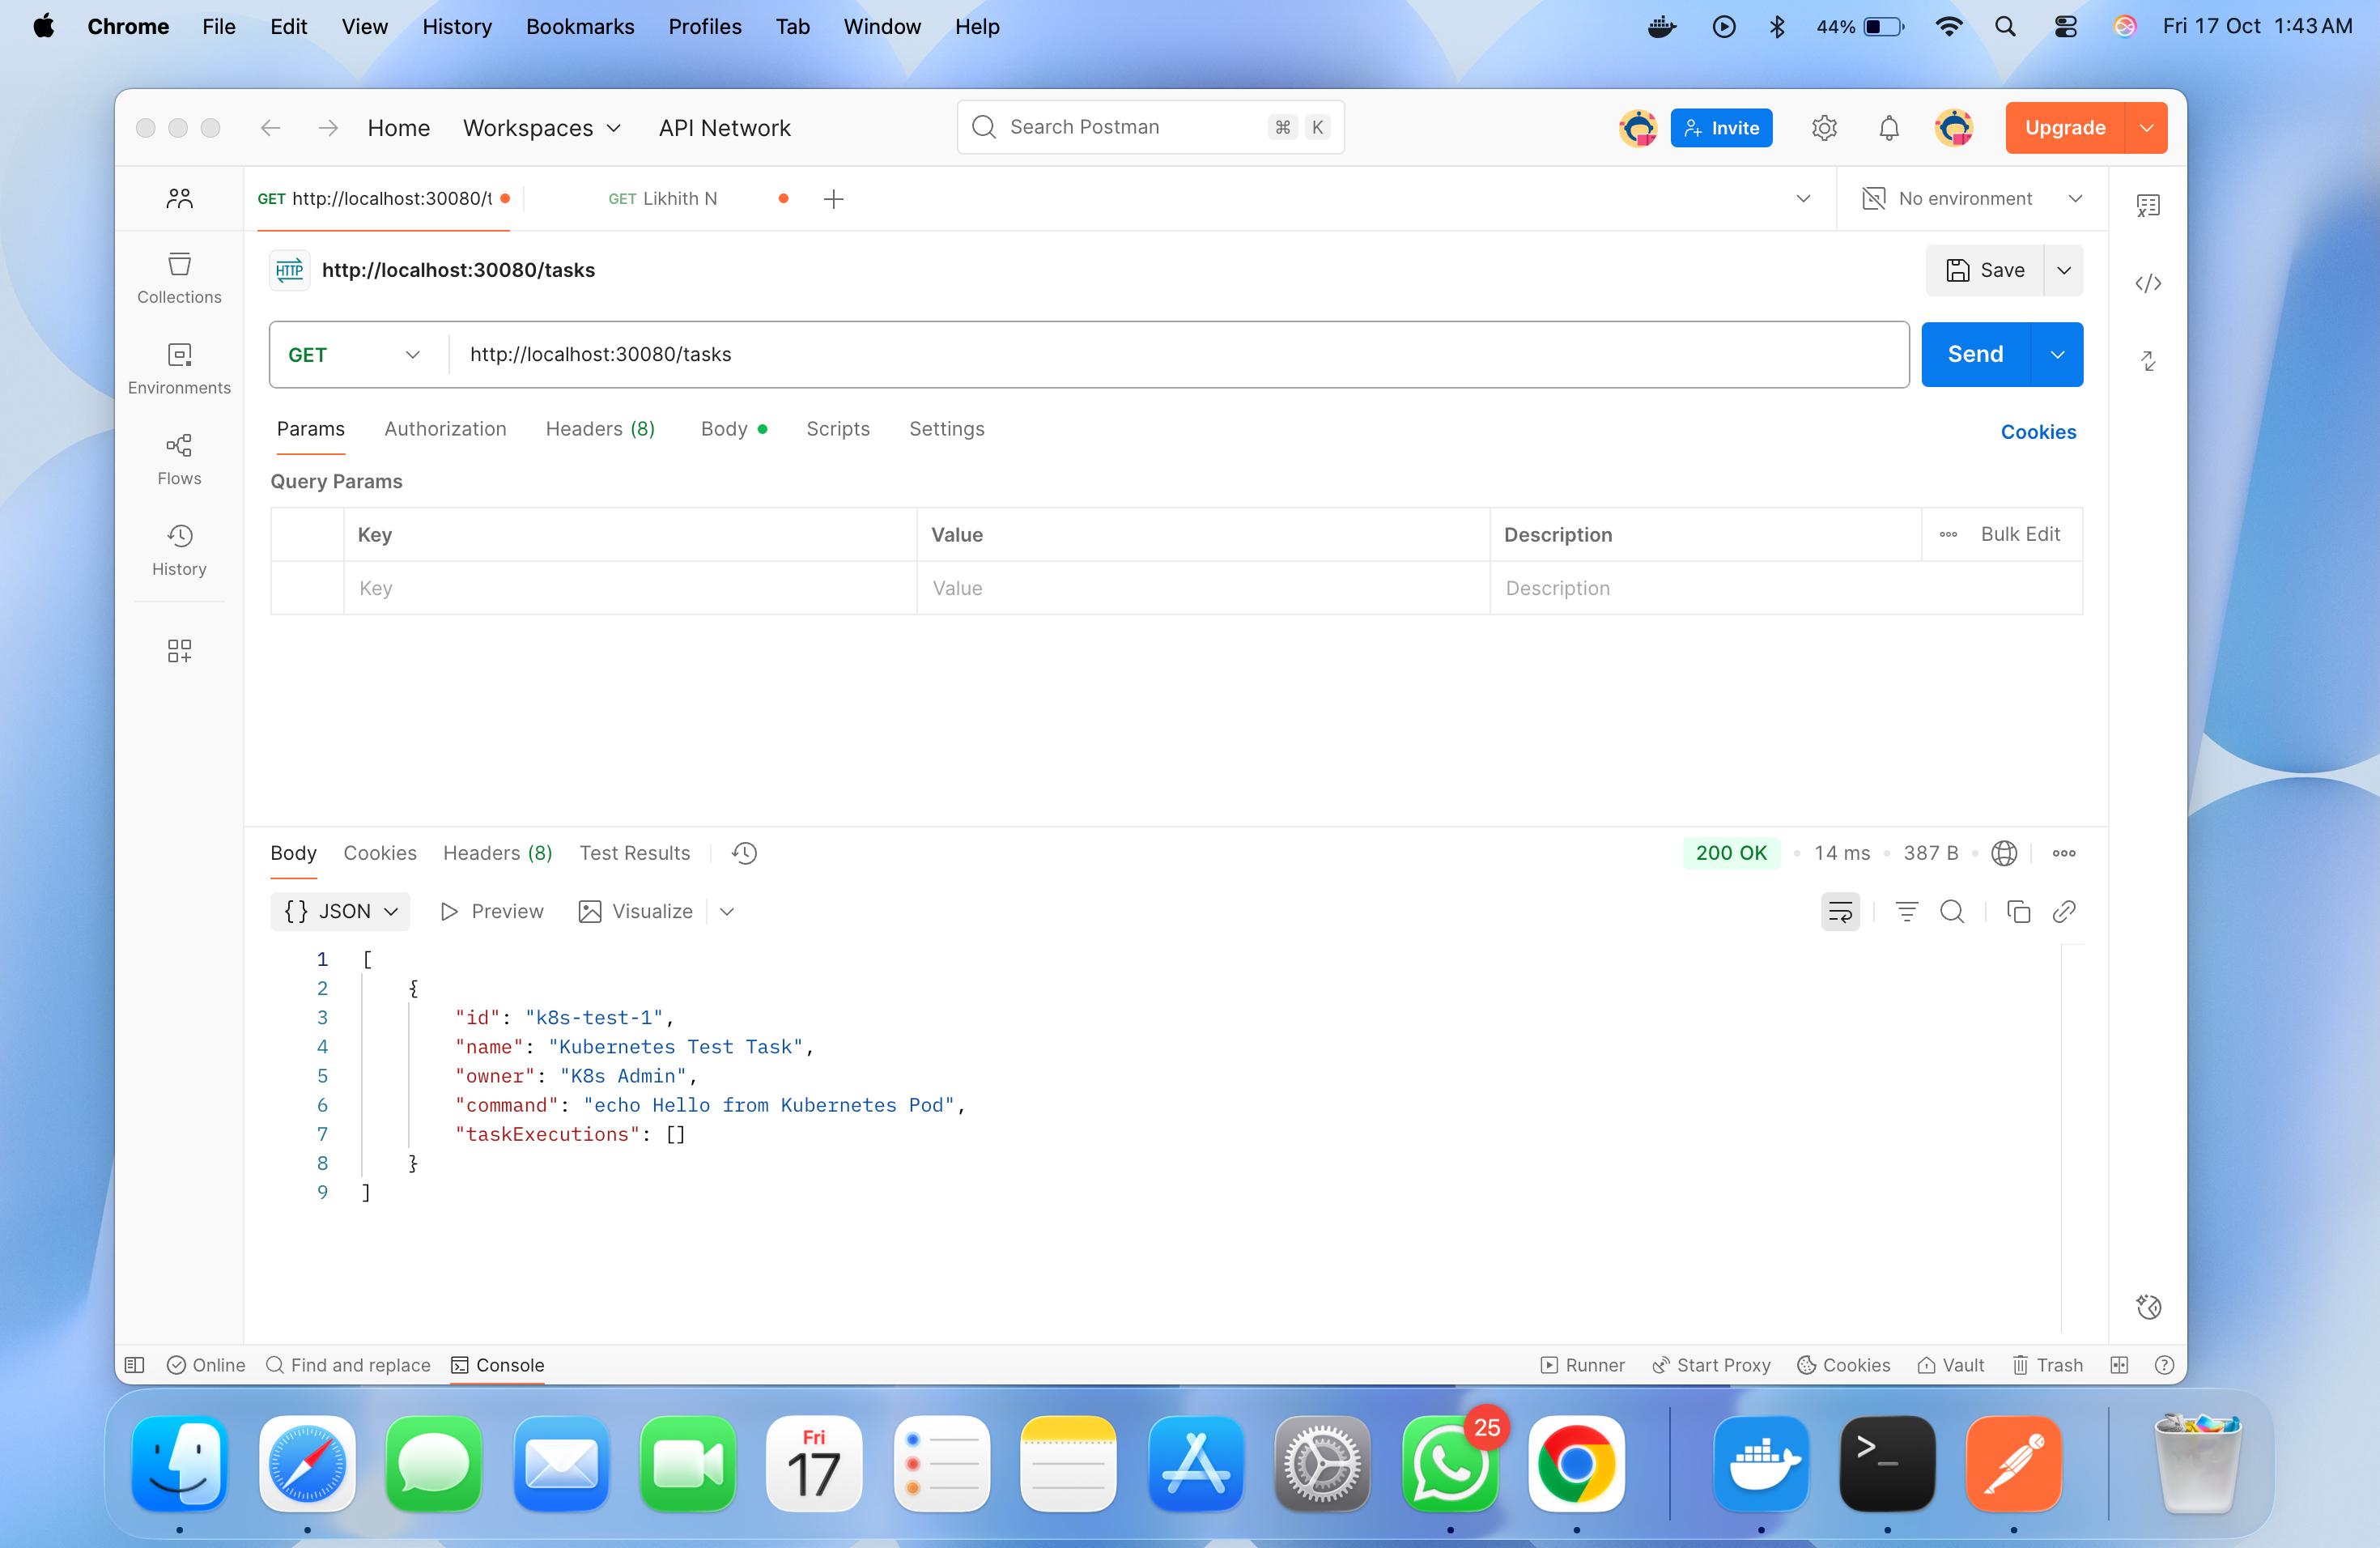 Chrome File Edit View History Bookmarks Profiles Tab Window Help 44% Fri 17 Oct 1:43 AM
Home Workspaces API Network Search Postman ⌘ K Invite Upgrade
GET http://localhost:30080/t GET Likhith N No environment
HTTP http://localhost:30080/tasks Save
GET http://localhost:30080/tasks Send
Collections
Environments
Flows
History
Params Authorization Headers (8) Body Scripts Settings Cookies
Query Params
Key Value Description Bulk Edit
Key Value Description
Body Cookies Headers (8) Test Results 200 OK • 14 ms • 387 B
{} JSON Preview Visualize
1 [
2 {
3 "id": "k8s-test-1",
4 "name": "Kubernetes Test Task",
5 "owner": "K8s Admin",
6 "command": "echo Hello from Kubernetes Pod",
7 "taskExecutions": []
8 }
9 ]
Online Find and replace Console Runner Start Proxy Cookies Vault Trash
Fri
17
25